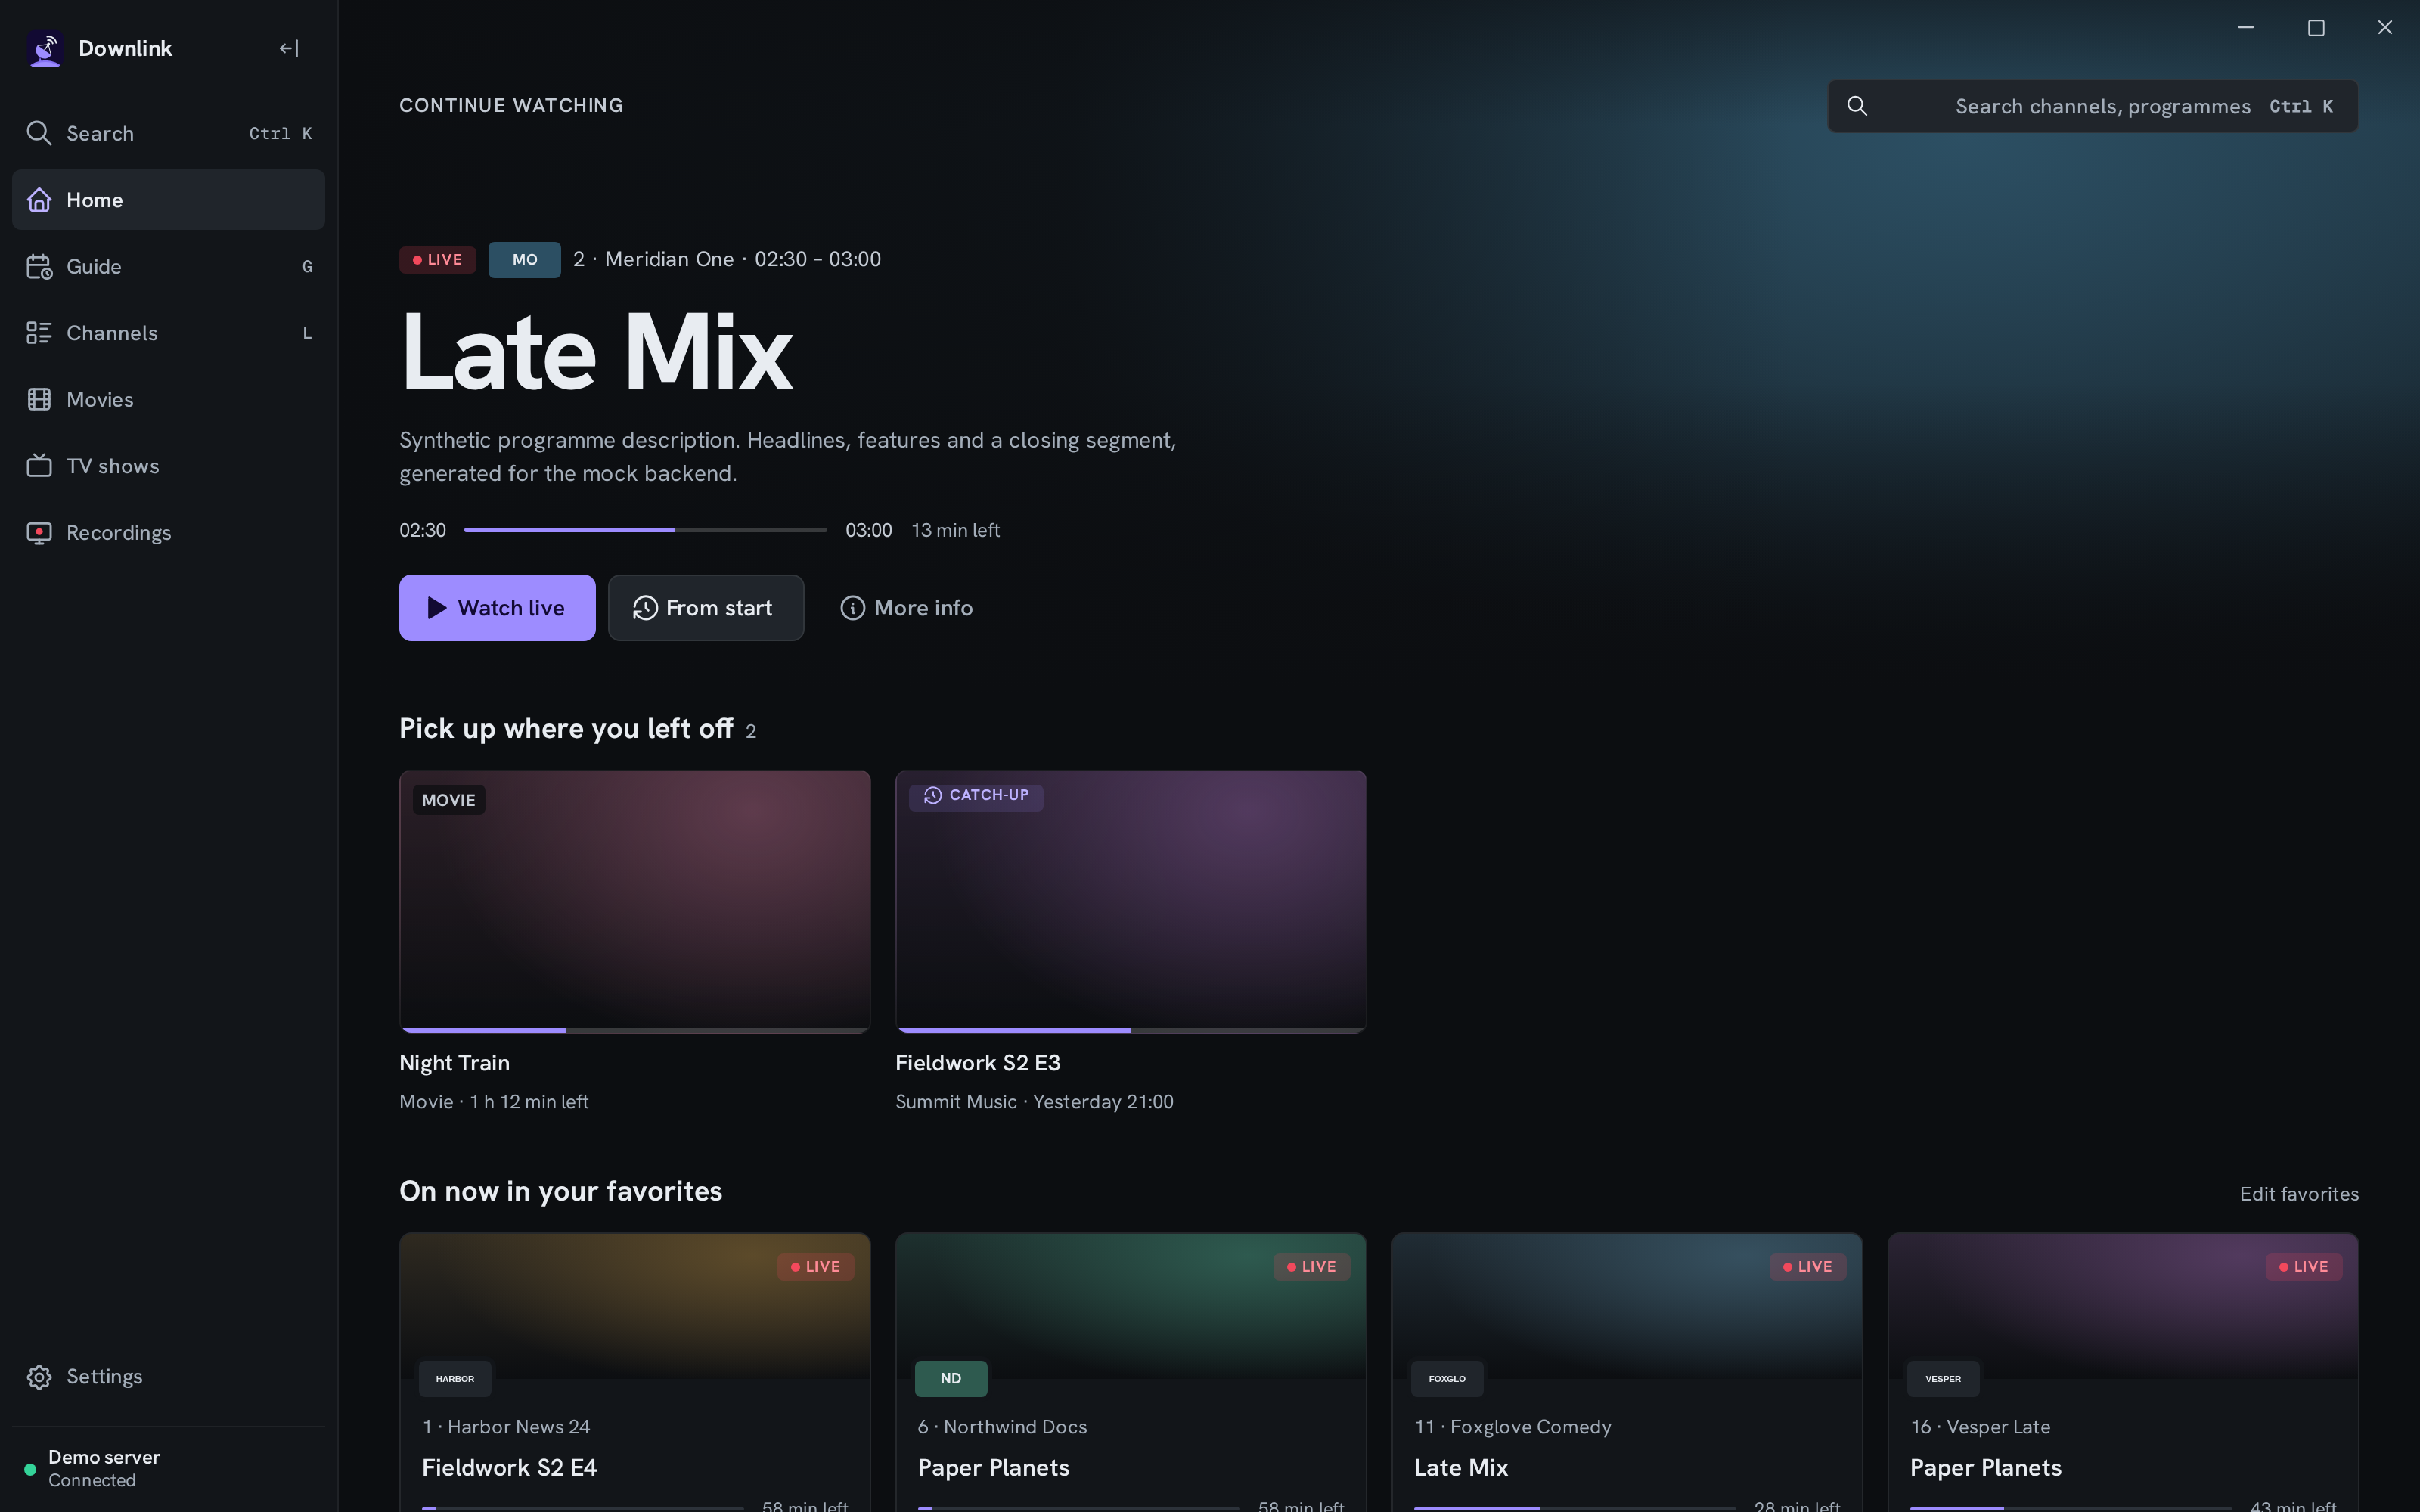 Downlink
Search Ctrl K
Home
Guide G
Channels L
Movies
TV shows
Recordings
Settings
Demo server
Connected
CONTINUE WATCHING
Search channels, programmes Ctrl K
LIVE MO 2 · Meridian One · 02:30 – 03:00
Late Mix
Synthetic programme description. Headlines, features and a closing segment,
generated for the mock backend.
02:30 03:00 13 min left
Watch live From start More info
Pick up where you left off 2
MOVIE
Night Train
Movie · 1 h 12 min left
CATCH-UP
Fieldwork S2 E3
Summit Music · Yesterday 21:00
On now in your favorites Edit favorites
LIVE
HARBOR
1 · Harbor News 24
Fieldwork S2 E4
58 min left
LIVE
ND
6 · Northwind Docs
Paper Planets
58 min left
LIVE
FOXGLO
11 · Foxglove Comedy
Late Mix
28 min left
LIVE
VESPER
16 · Vesper Late
Paper Planets
43 min left